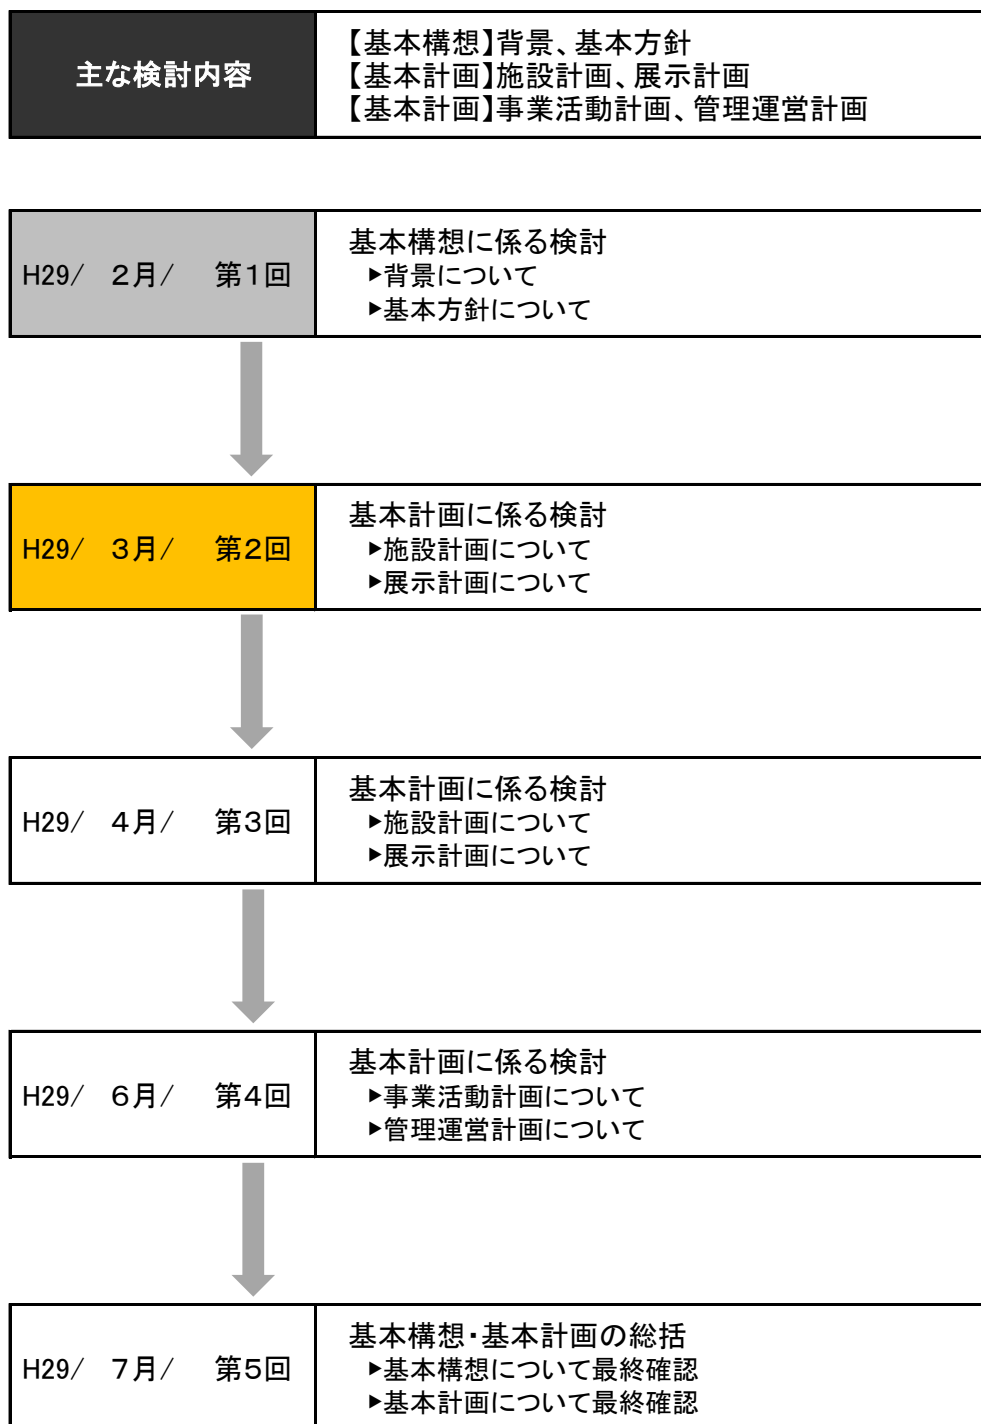 主な検討内容
【基本構想】背景、基本方針
【基本計画】施設計画、展示計画
【基本計画】事業活動計画、管理運営計画
H29/ 2月/ 第1回
基本構想に係る検討
▶背景について
▶基本方針について
H29/ 3月/ 第2回
基本計画に係る検討
▶施設計画について
▶展示計画について
H29/ 4月/ 第3回
基本計画に係る検討
▶施設計画について
▶展示計画について
H29/ 6月/ 第4回
基本計画に係る検討
▶事業活動計画について
▶管理運営計画について
H29/ 7月/ 第5回
基本構想・基本計画の総括
▶基本構想について最終確認
▶基本計画について最終確認